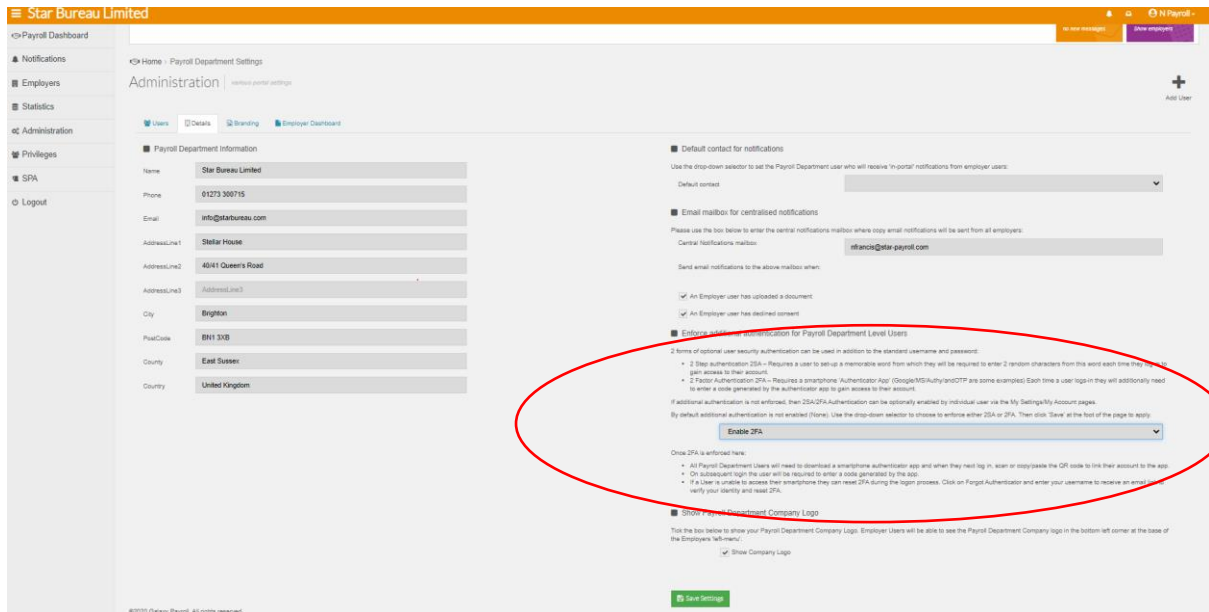 Star Bureau Limited
N Payroll
no new messages
Show employers
Payroll Dashboard
Notifications
Employers
Statistics
Administration
Privileges
SPA
Logout
Home › Payroll Department Settings
Administration various portal settings
Add User
Users Details Branding Employer Dashboard
Payroll Department Information
Name Star Bureau Limited
Phone 01273 300715
Email info@starbureau.com
AddressLine1 Stellar House
AddressLine2 40/41 Queen's Road
AddressLine3 AddressLine3
City Brighton
PostCode BN1 3XB
County East Sussex
Country United Kingdom
Default contact for notifications
Use the drop-down selector to set the Payroll Department user who will receive 'in-portal' notifications from employer users:
Default contact
Email mailbox for centralised notifications
Please use the box below to enter the central notifications mailbox where copy email notifications will be sent from all employers:
Central Notifications mailbox nfrancis@star-payroll.com
Send email notifications to the above mailbox when:
An Employer user has uploaded a document
An Employer user has declined consent
Enforce additional authentication for Payroll Department Level Users
2 forms of optional user security authentication can be used in addition to the standard username and password:
• 2 Step authentication 2SA – Requires a user to set-up a memorable word from which they will be required to enter 2 random characters from this word each time they log in to
gain access to their account.
• 2 Factor Authentication 2FA – Requires a smartphone 'Authenticator App' (Google/MS/Authy/andOTP are some examples) Each time a user logs-in they will additionally need
to enter a code generated by the authenticator app to gain access to their account.
If additional authentication is not enforced, then 2SA/2FA Authentication can be optionally enabled by individual user via the My Settings/My Account pages.
By default additional authentication is not enabled (None). Use the drop-down selector to choose to enforce either 2SA or 2FA. Then click 'Save' at the foot of the page to apply.
Enable 2FA
Once 2FA is enforced here:
• All Payroll Department Users will need to download a smartphone authenticator app and when they next log in, scan or copy/paste the QR code to link their account to the app.
• On subsequent login the user will be required to enter a code generated by the app.
• If a User is unable to access their smartphone they can reset 2FA during the logon process. Click on Forgot Authenticator and enter your username to receive an email link to
verify your identity and reset 2FA.
Show Payroll Department Company Logo
Tick the box below to show your Payroll Department Company Logo. Employer Users will be able to see the Payroll Department Company logo in the bottom left corner at the base of
the Employers 'left-menu'.
Show Company Logo
Save Settings
©2020 Galaxy Payroll. All rights reserved